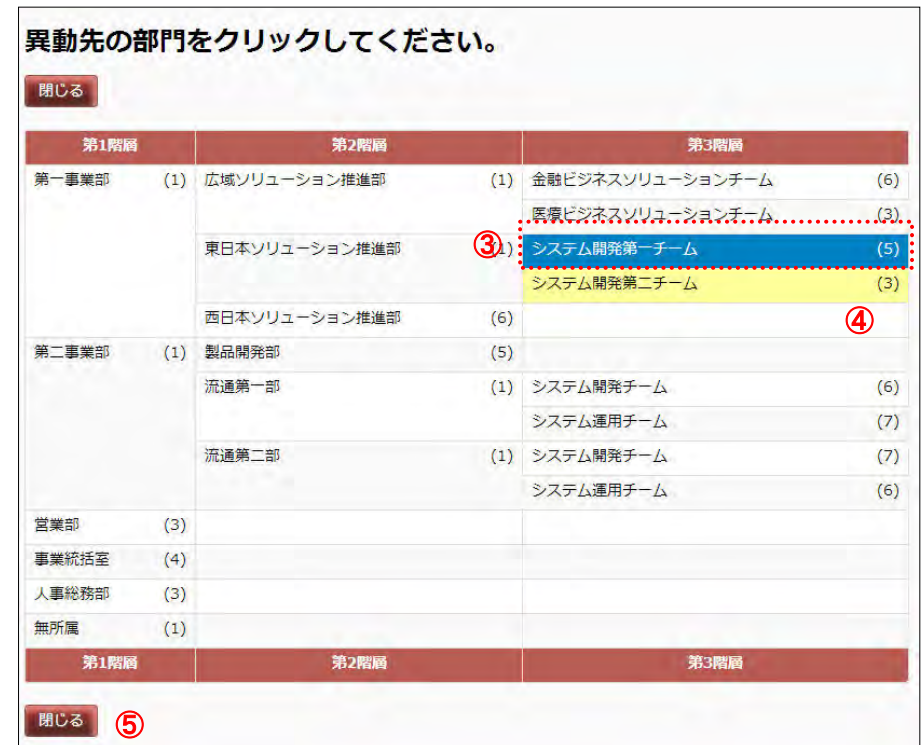 異動先の部門をクリックしてください。
閉じる
第1階層 第2階層 第3階層
第一事業部 (1) 広域ソリューション推進部 (1) 金融ビジネスソリューションチーム (6)
医療ビジネスソリューションチーム (3)
東日本ソリューション推進部 ③ (1) システム開発第一チーム (5)
システム開発第二チーム (3)
西日本ソリューション推進部 (6) ④
第二事業部 (1) 製品開発部 (5)
流通第一部 (1) システム開発チーム (6)
システム運用チーム (7)
流通第二部 (1) システム開発チーム (7)
システム運用チーム (6)
営業部 (3)
事業統括室 (4)
人事総務部 (3)
無所属 (1)
第1階層 第2階層 第3階層
閉じる ⑤